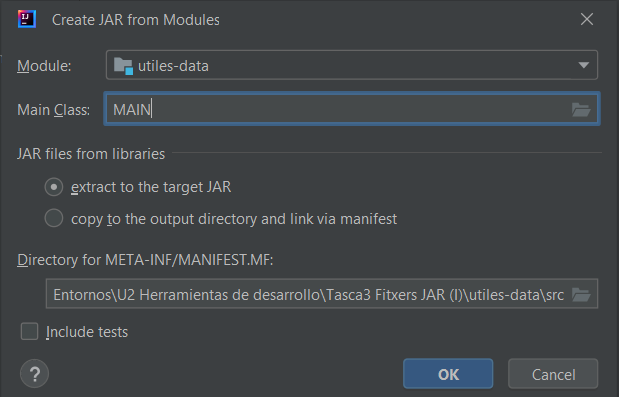 Create JAR from Modules
Module: utiles-data
Main Class: MAIN
JAR files from libraries
extract to the target JAR
copy to the output directory and link via manifest
Directory for META-INF/MANIFEST.MF:
Entornos\U2 Herramientas de desarrollo\Tasca3 Fitxers JAR (I)\utiles-data\src
Include tests
? OK Cancel